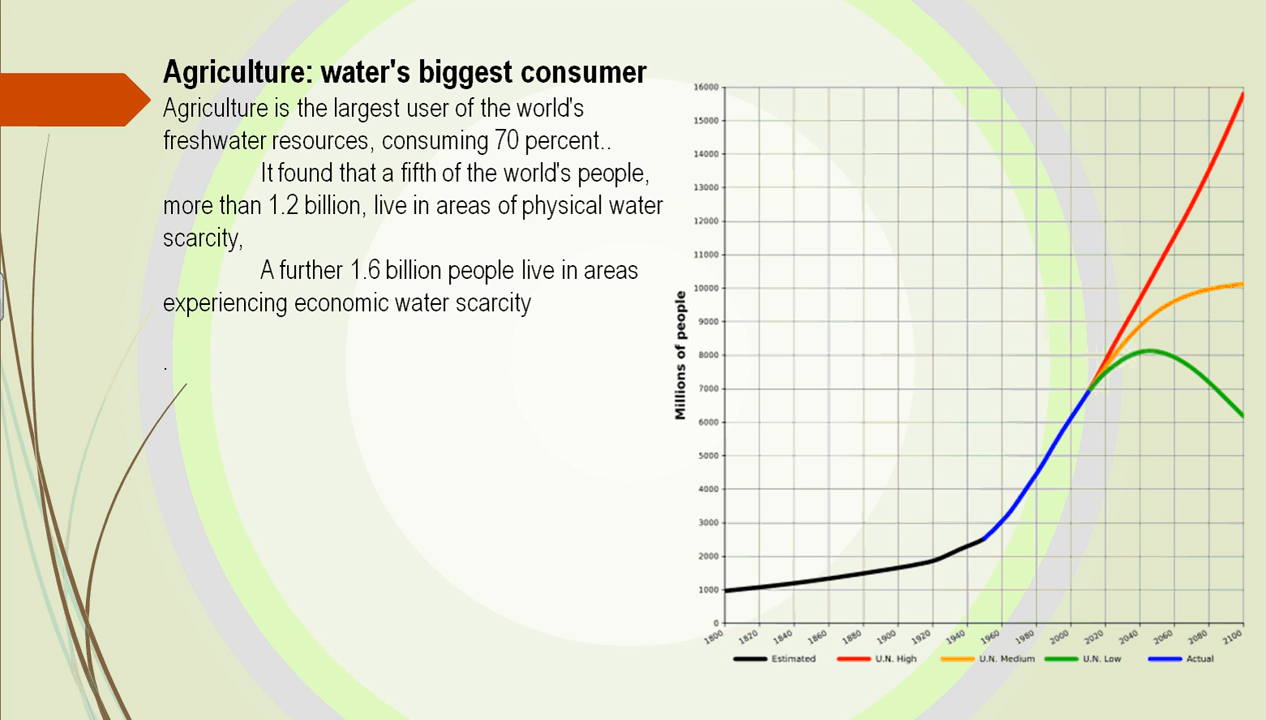 Agriculture: water's biggest consumer
Agriculture is the largest user of the world's
freshwater resources, consuming 70 percent..
It found that a fifth of the world's people,
more than 1.2 billion, live in areas of physical water
scarcity,
A further 1.6 billion people live in areas
experiencing economic water scarcity
.
Millions of people
16000
15000
14000
13000
12000
11000
10000
9000
8000
7000
6000
5000
4000
3000
2000
1000
0
1800 1820 1840 1860 1880 1900 1920 1940 1960 1980 2000 2020 2040 2060 2080 2100
Estimated U.N. High U.N. Medium U.N. Low Actual